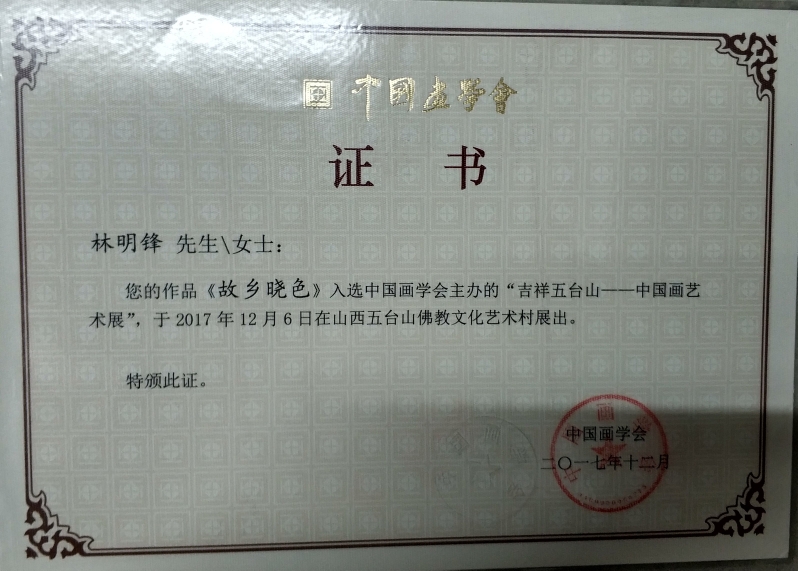 中国画学會
证书
林明锋 先生\女士：
您的作品《故乡晓色》入选中国画学会主办的“吉祥五台山——中国画艺
术展”，于 2017 年 12 月 6 日在山西五台山佛教文化艺术村展出。
特颁此证。
中国画学会
二〇一七年十二月